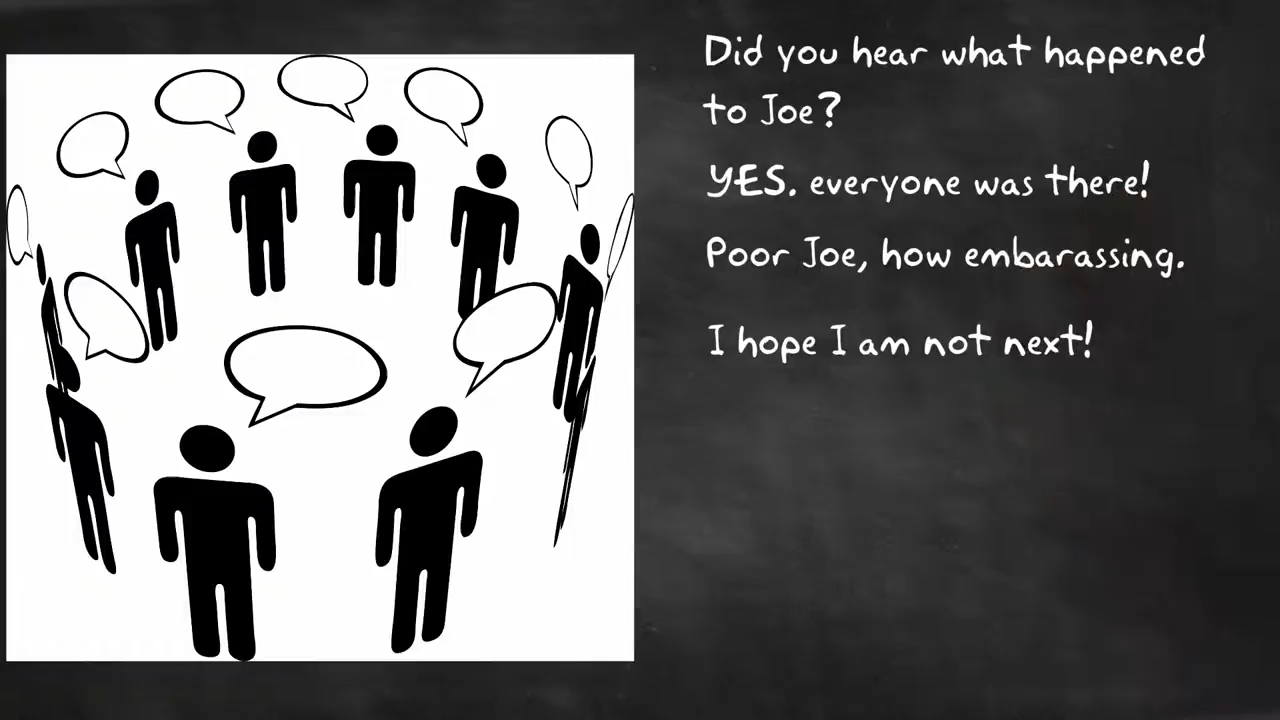 Did you hear what happened
to Joe?
YES. everyone was there!
Poor Joe, how embarassing.
I hope I am not next!